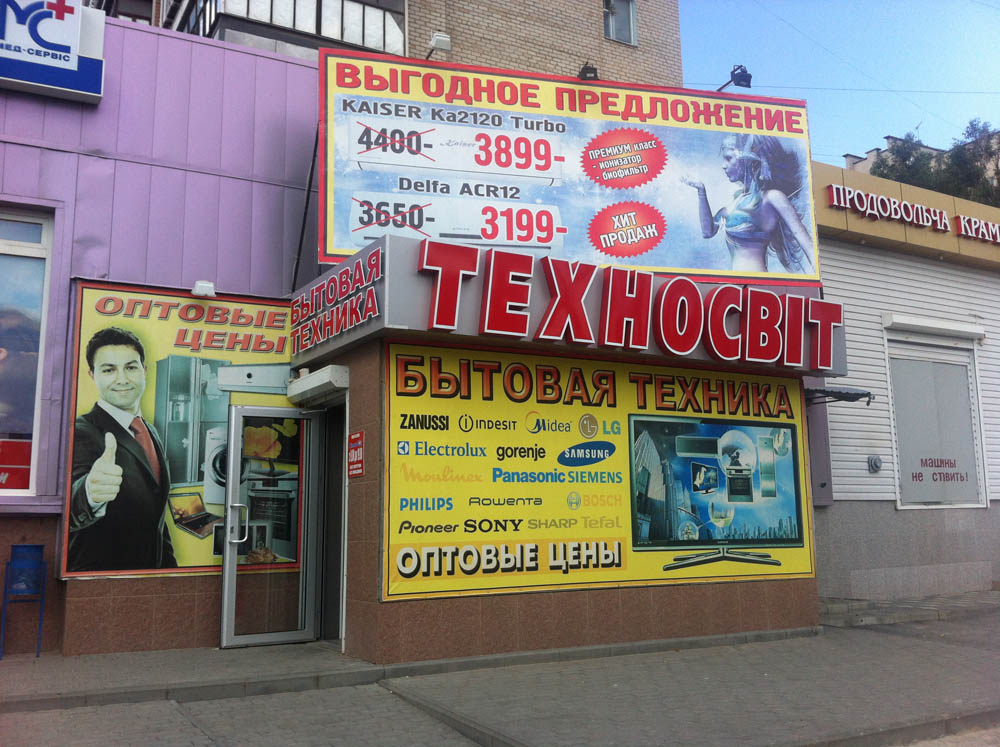 МС+
МЕД-СЕРВІС
ВЫГОДНОЕ ПРЕДЛОЖЕНИЕ
KAISER Ka2120 Turbo
4400- Kaiser 3899-
ПРЕМИУМ класс
- ионизатор
- биофильтр
Delfa ACR12
3650- 3199-
ХИТ
ПРОДАЖ
ПРОДОВОЛЬЧА КРАМ
ОПТОВЫЕ
ЦЕНЫ
БЫТОВАЯ
ТЕХНИКА
ТЕХНОСВІТ
БЫТОВАЯ ТЕХНИКА
ZANUSSI indesit Midea LG
Electrolux gorenje SAMSUNG
Moulinex Panasonic SIEMENS
PHILIPS Rowenta BOSCH
Pioneer SONY SHARP Tefal
ОПТОВЫЕ ЦЕНЫ
машины
не ставить!